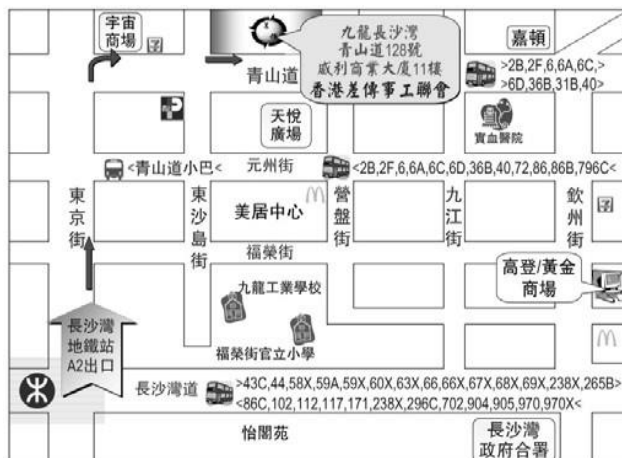 宇宙
商場
九龍長沙灣
青山道128號
威利商業大廈11樓
香港差傳事工聯會
嘉頓
>2B,2F,6,6A,6C,>
>6D,36B,31B,40>
青山道
天悅
廣場
寶血醫院
<青山道小巴<
元州街
<2B,2F,6,6A,6C,6D,36B,40,72,86,86B,796C<
東京街
東沙島街
美居中心
營盤街
九江街
欽州街
福榮街
高登/黃金
商場
九龍工業學校
長沙灣
地鐵站
A2出口
福榮街官立小學
長沙灣道
>43C,44,58X,59A,59X,60X,63X,66,66X,67X,68X,69X,238X,265B>
<86C,102,112,117,171,238X,296C,702,904,905,970,970X<
怡閣苑
長沙灣
政府合署